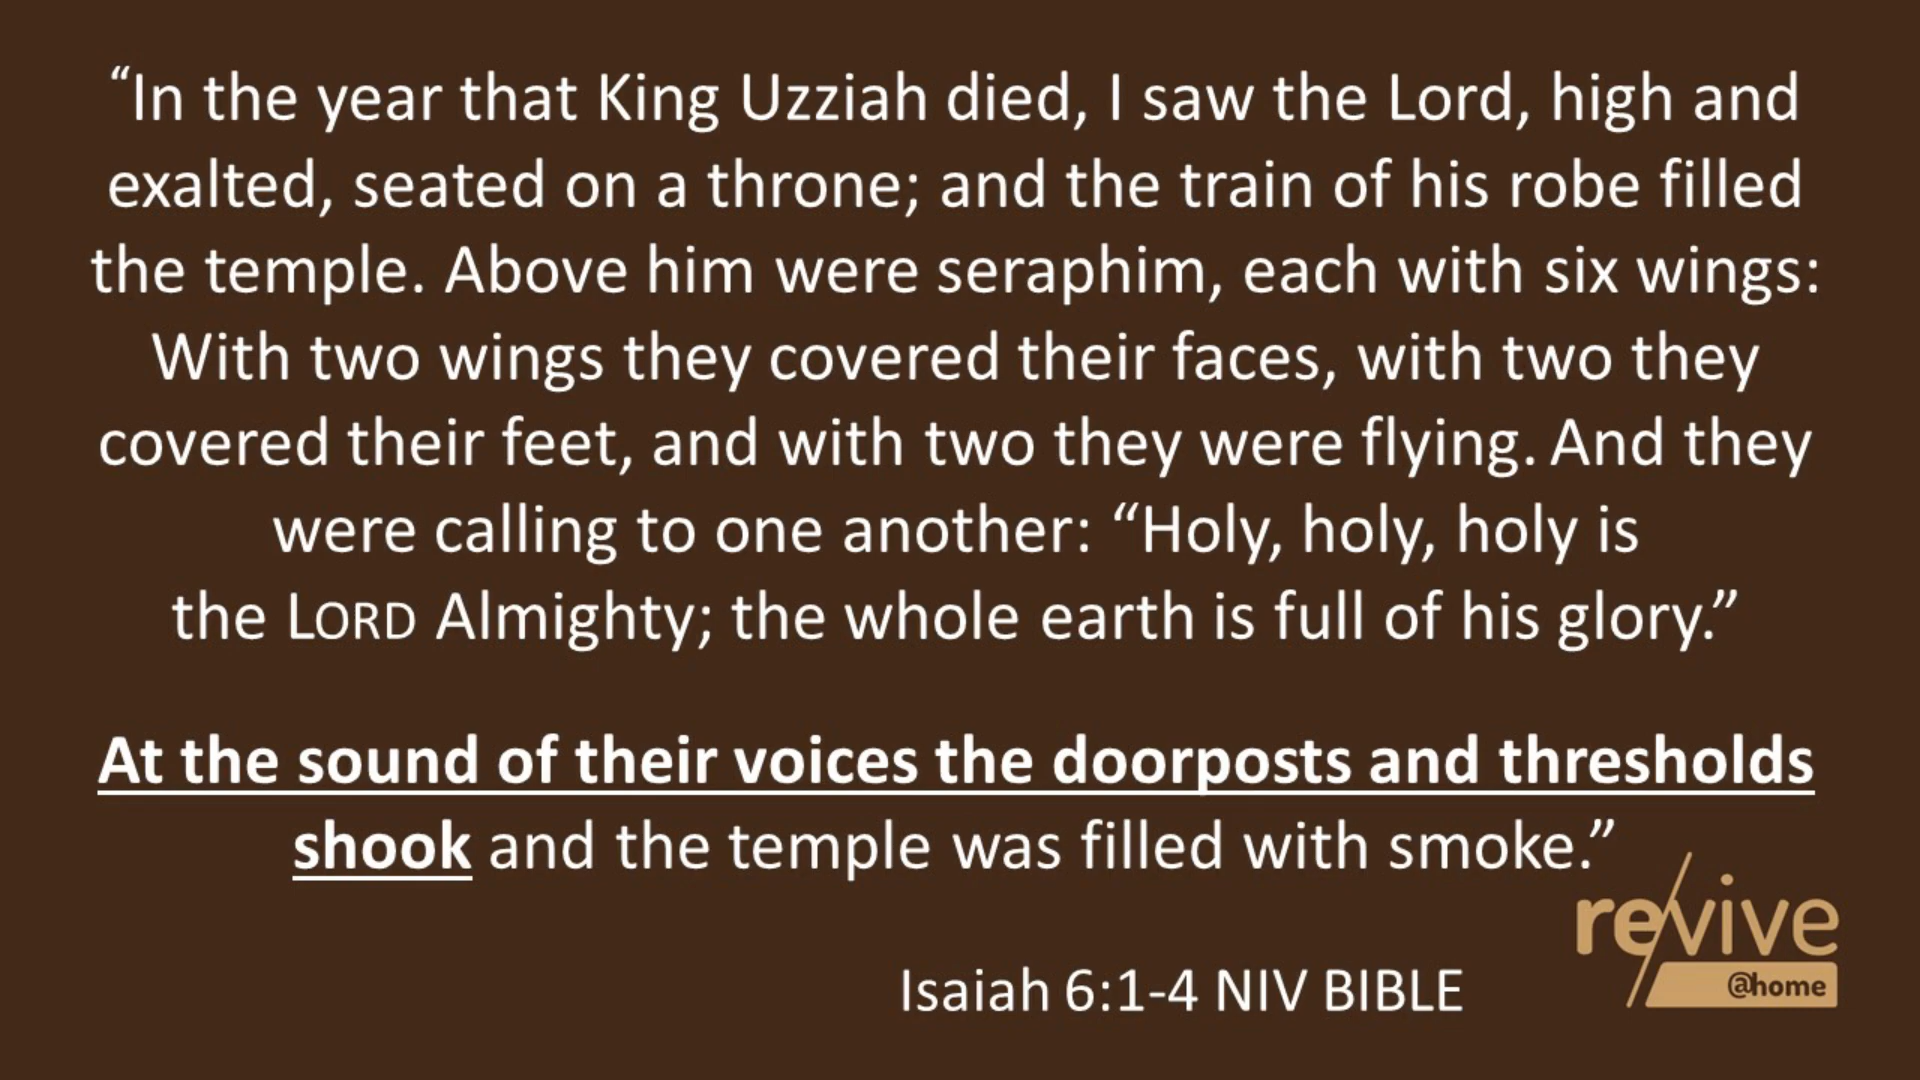 “In the year that King Uzziah died, I saw the Lord, high and
exalted, seated on a throne; and the train of his robe filled
the temple. Above him were seraphim, each with six wings:
With two wings they covered their faces, with two they
covered their feet, and with two they were flying. And they
were calling to one another: “Holy, holy, holy is
the LORD Almighty; the whole earth is full of his glory.”
At the sound of their voices the doorposts and thresholds
shook and the temple was filled with smoke.”
revive
@home
Isaiah 6:1-4 NIV BIBLE